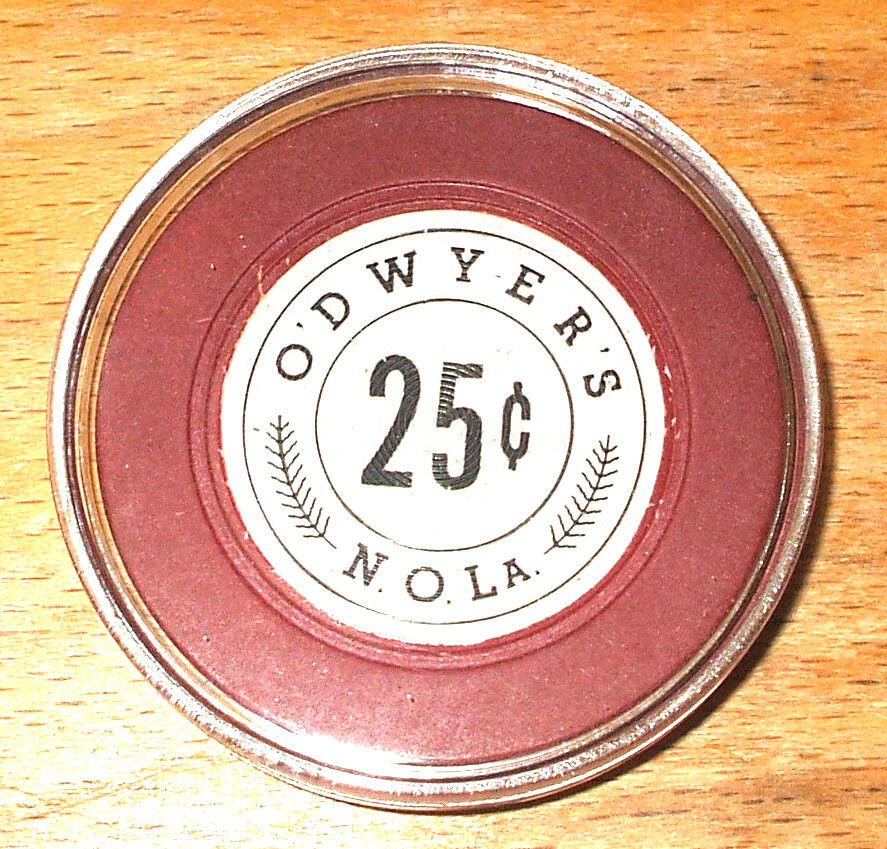 O'DWYER'S
25¢
N.O. LA.